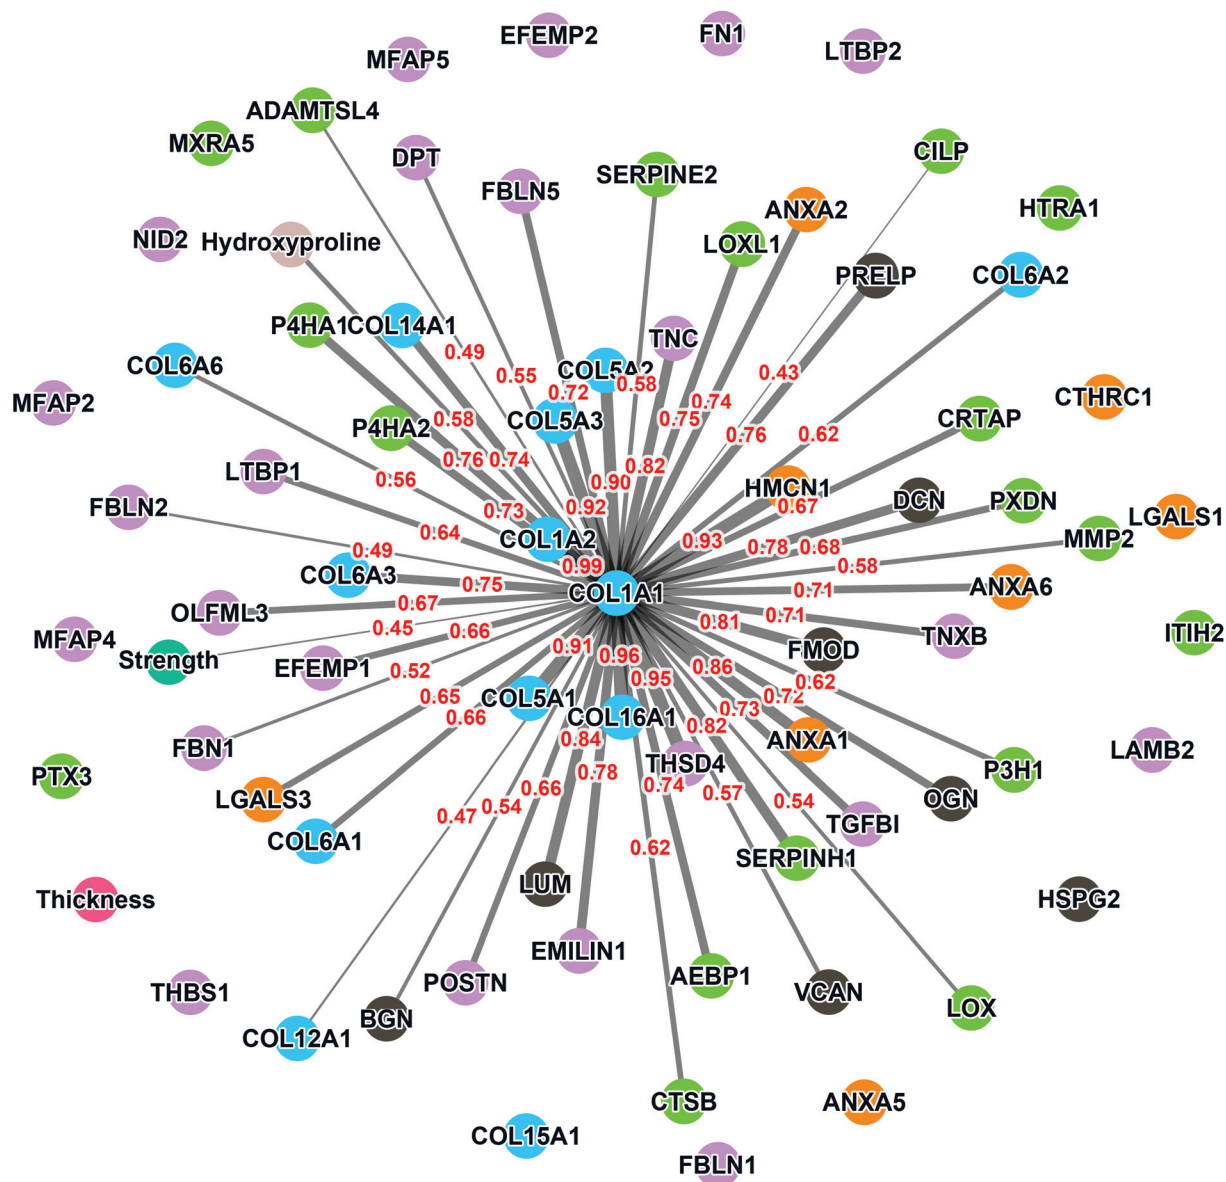 EFEMP2
FN1
LTBP2
MFAP5
ADAMTSL4
MXRA5
DPT
CILP
SERPINE2
FBLN5
ANXA2
HTRA1
NID2
Hydroxyproline
LOXL1
PRELP
COL6A2
P4HA1
COL14A1
TNC
0.49
COL6A6
COL5A2
0.55
0.58
0.43
0.72
MFAP2
0.74
CTHRC1
0.58
0.75
COL5A3
CRTAP
P4HA2
0.76
0.62
0.76
0.74
0.82
LTBP1
0.56
0.90
HMCN1
FBLN2
0.73
0.92
0.67
DCN
PXDN
LGALS1
0.64
COL1A2
0.93
0.78
0.68
MMP2
0.49
0.99
0.58
COL6A3
0.75
COL1A1
0.71
ANXA6
OLFML3
0.67
0.71
MFAP4
0.45
0.66
0.81
TNXB
ITIH2
Strength
EFEMP1
0.91
0.96
FMOD
0.52
0.95
0.86
0.62
0.65
COL5A1
0.72
0.66
COL16A1
0.73
FBN1
0.82
0.84
ANXA1
LAMB2
PTX3
THSD4
0.78
P3H1
LGALS3
0.66
0.74
0.57
0.54
OGN
0.54
0.47
TGFBI
COL6A1
0.62
SERPINH1
LUM
Thickness
HSPG2
EMILIN1
AEBP1
POSTN
VCAN
THBS1
LOX
BGN
COL12A1
CTSB
ANXA5
COL15A1
FBLN1